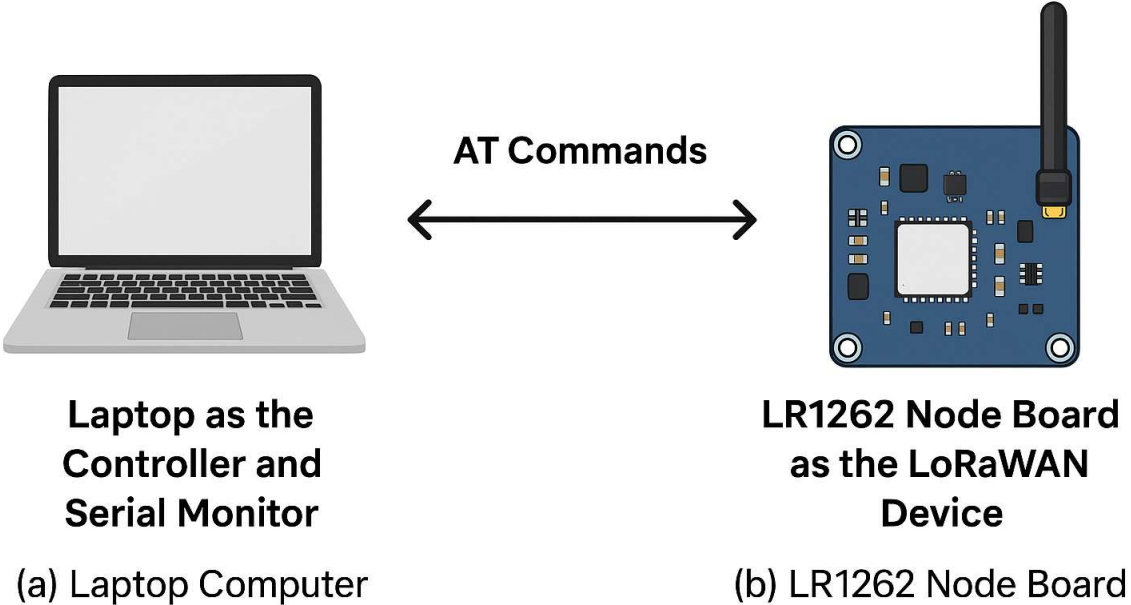 AT Commands
Laptop as the
Controller and
Serial Monitor
(a) Laptop Computer
LR1262 Node Board
as the LoRaWAN
Device
(b) LR1262 Node Board